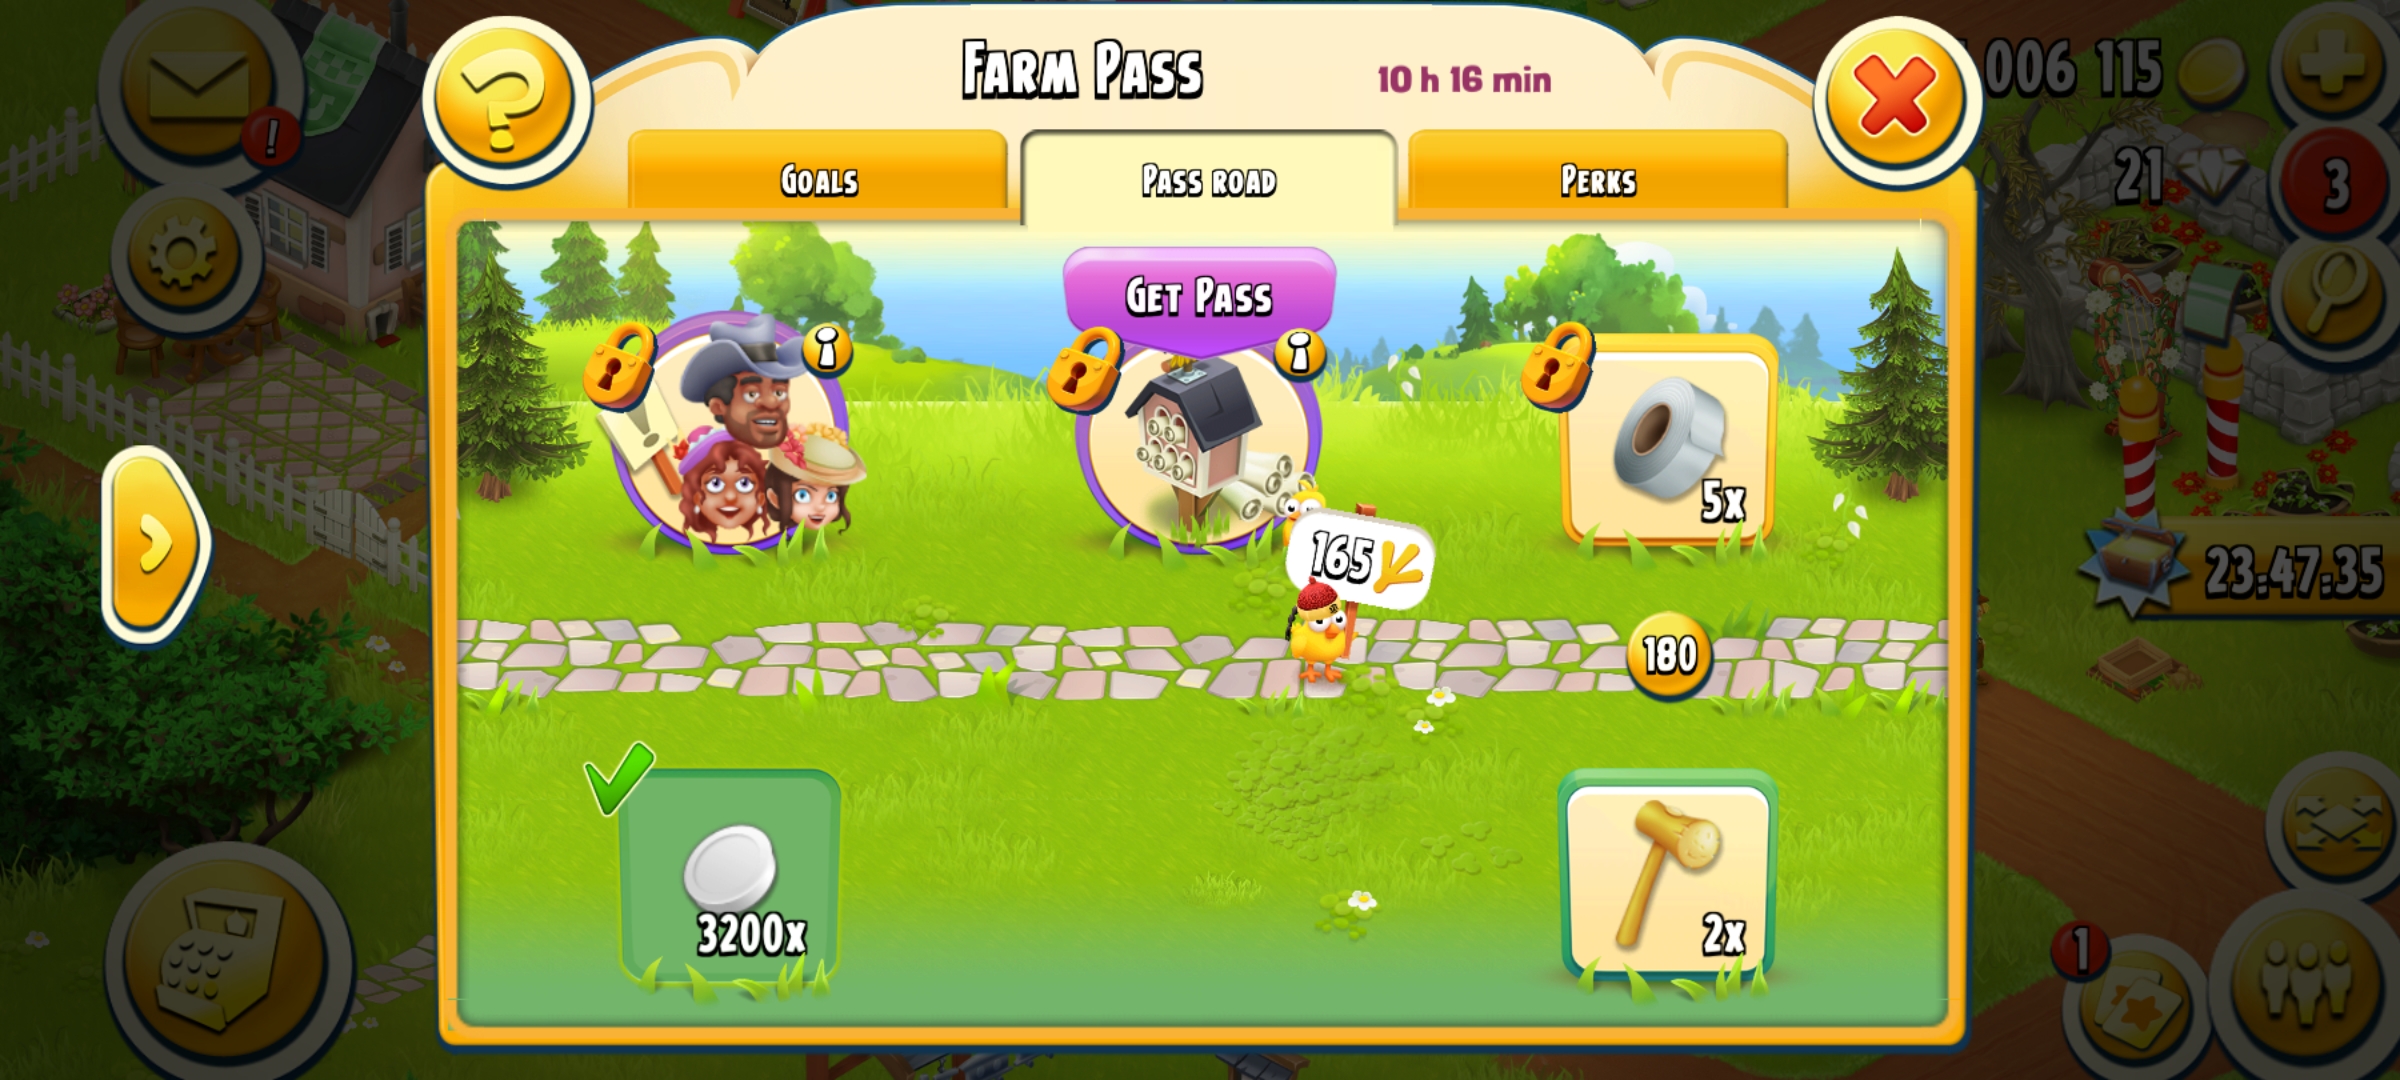 FARM PASS
10 h 16 min
006 115
GOALS
PASS ROAD
PERKS
21
3
GET PASS
5x
165
23:47:35
180
3200x
2x
1